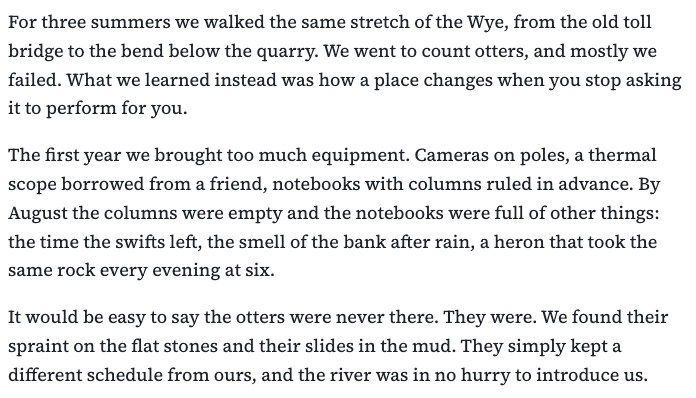 For three summers we walked the same stretch of the Wye, from the old toll
bridge to the bend below the quarry. We went to count otters, and mostly we
failed. What we learned instead was how a place changes when you stop asking
it to perform for you.
The first year we brought too much equipment. Cameras on poles, a thermal
scope borrowed from a friend, notebooks with columns ruled in advance. By
August the columns were empty and the notebooks were full of other things:
the time the swifts left, the smell of the bank after rain, a heron that took the
same rock every evening at six.
It would be easy to say the otters were never there. They were. We found their
spraint on the flat stones and their slides in the mud. They simply kept a
different schedule from ours, and the river was in no hurry to introduce us.